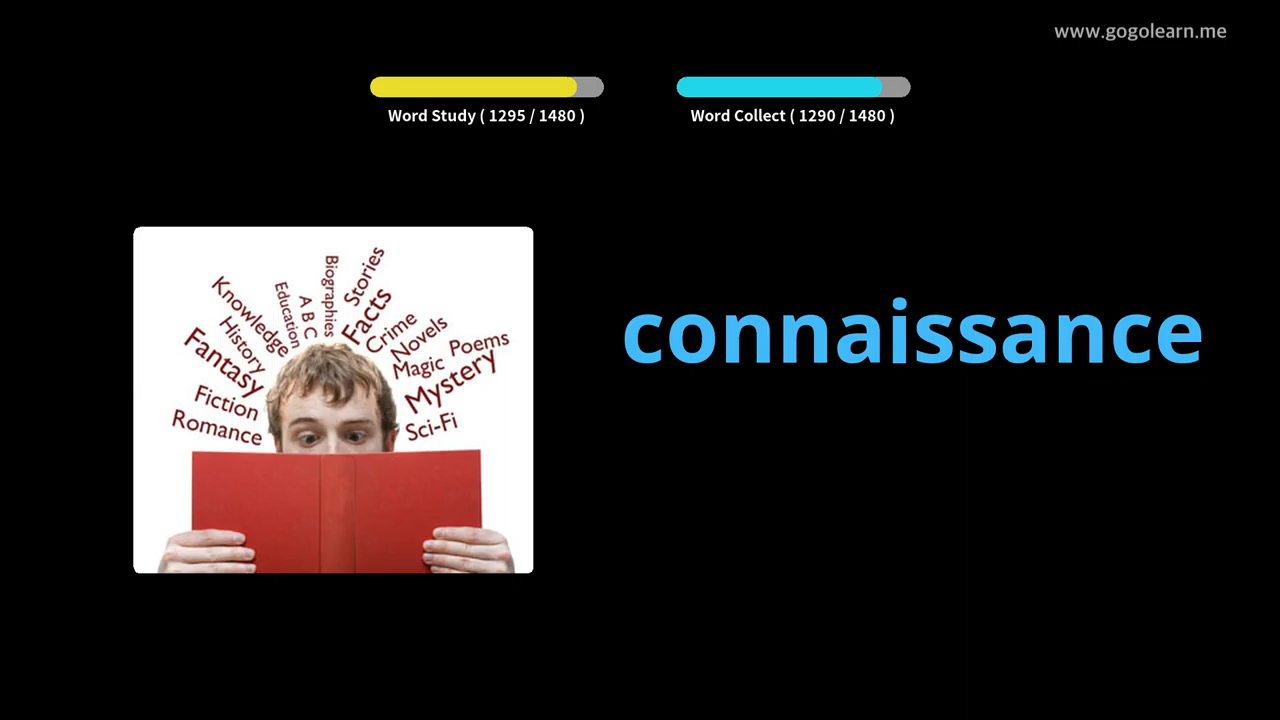 www.gogolearn.me
Word Study ( 1295 / 1480 )
Word Collect ( 1290 / 1480 )
connaissance
Biographies
Stories
Education
A B C
Facts
Knowledge
Crime
History
Novels
Poems
Fantasy
Magic
Mystery
Fiction
Romance
Sci-Fi